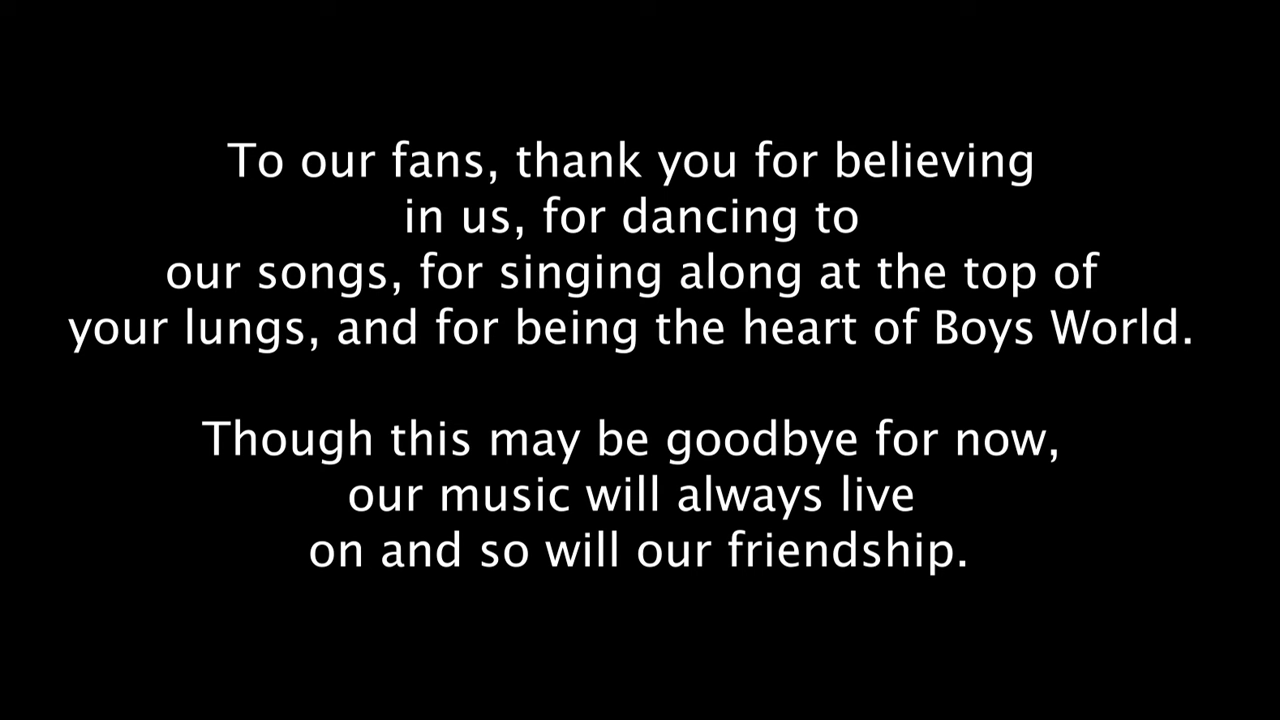 To our fans, thank you for believing
in us, for dancing to
our songs, for singing along at the top of
your lungs, and for being the heart of Boys World.
Though this may be goodbye for now,
our music will always live
on and so will our friendship.